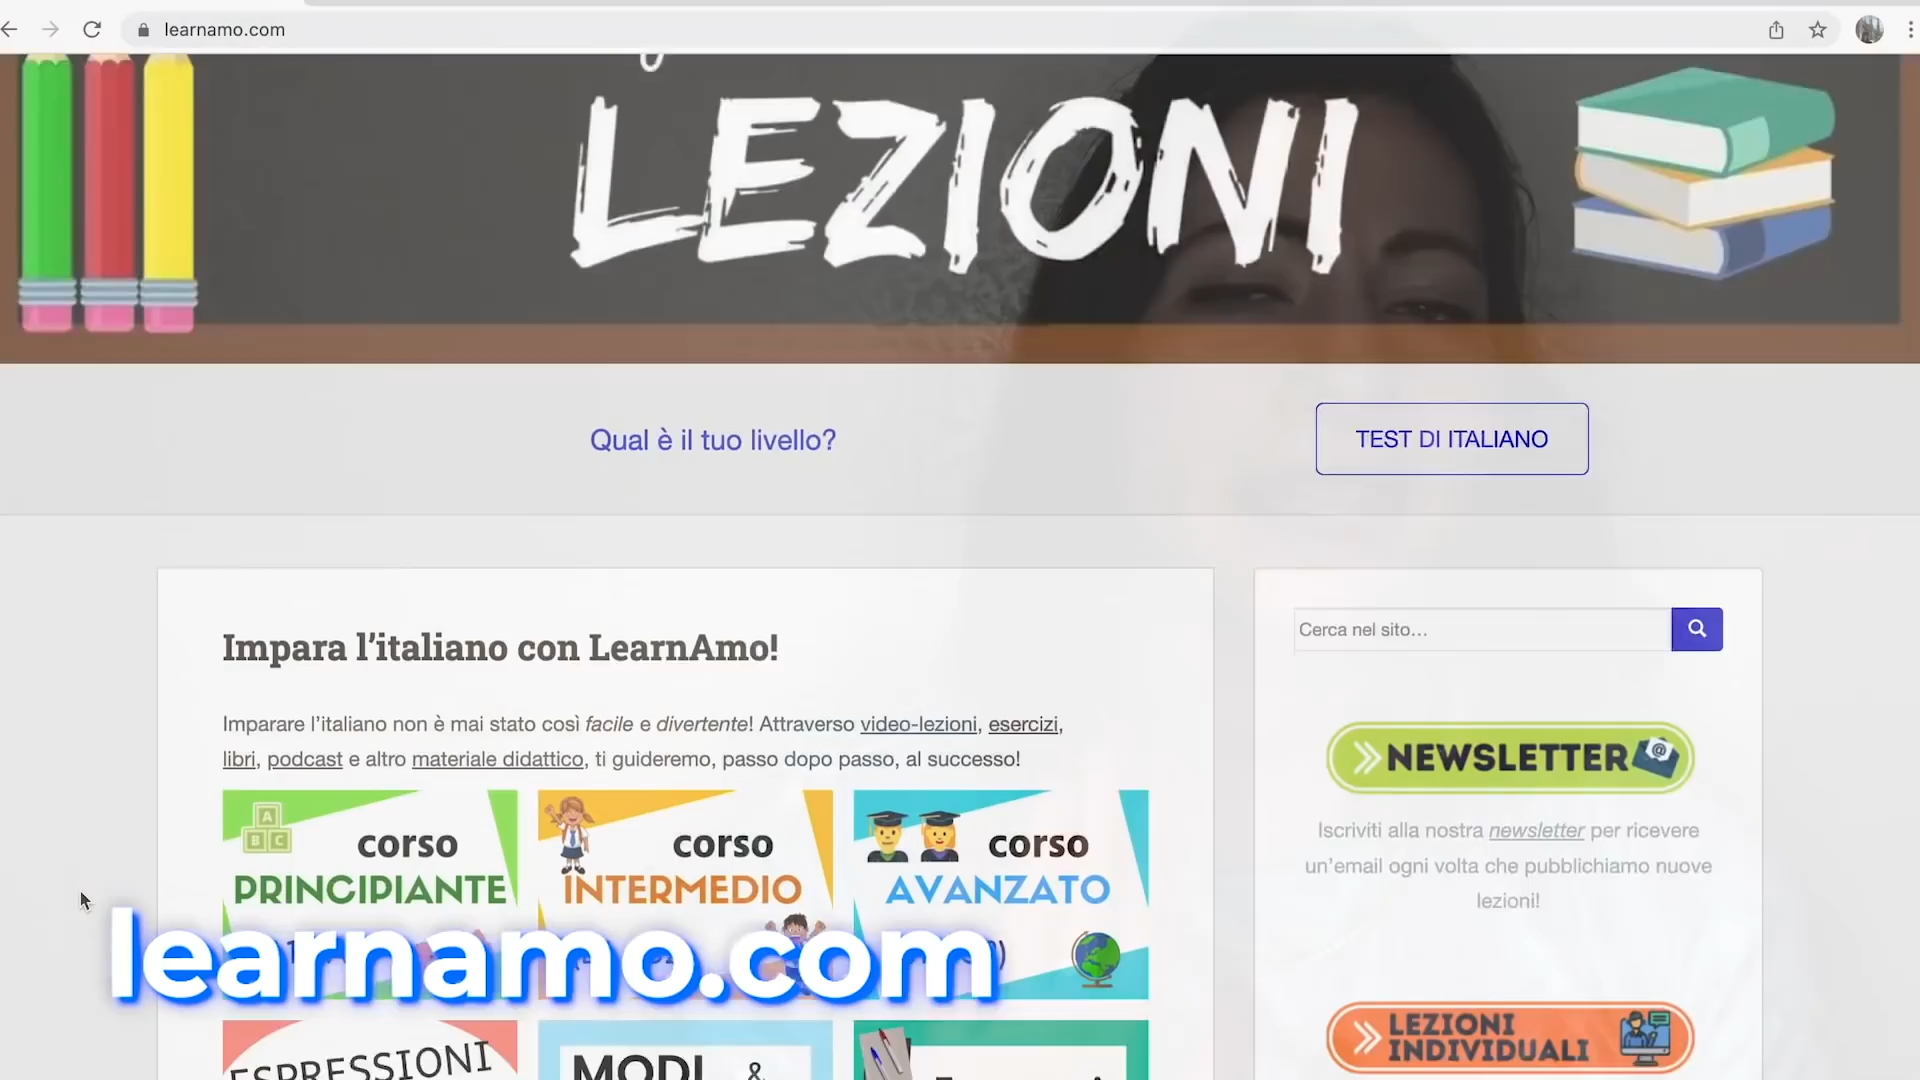 learnamo.com
LEZIONI
Qual è il tuo livello?
TEST DI ITALIANO
Impara l'italiano con LearnAmo!
Cerca nel sito...
Imparare l'italiano non è mai stato così facile e divertente! Attraverso video-lezioni, esercizi,
libri, podcast e altro materiale didattico, ti guideremo, passo dopo passo, al successo!
NEWSLETTER
Iscriviti alla nostra newsletter per ricevere
un'email ogni volta che pubblichiamo nuove
lezioni!
A
B C
corso
PRINCIPIANTE
corso
INTERMEDIO
corso
AVANZATO
learnamo.com
LEZIONI
INDIVIDUALI
ESPRESSIONI
MODI &